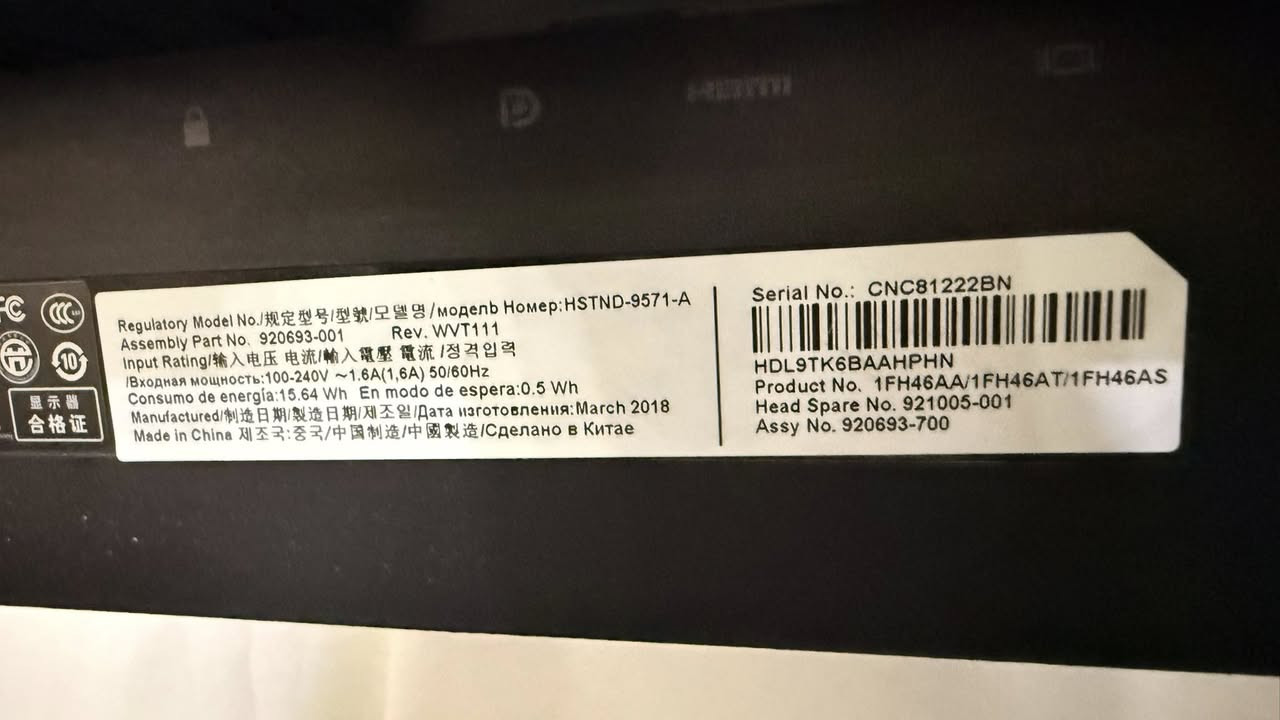 HDMI
FC
CCC
10
显示器
合格证
Regulatory Model No./规定型号/型號/모델명/модель Номер:HSTND-9571-A
Assembly Part No. 920693-001 Rev. WVT111
Input Rating/输入电压 电流/輸入電壓 電流 /정격입력
/Входная мощность:100-240V ~1.6A(1,6A) 50/60Hz
Consumo de energía:15.64 Wh En modo de espera:0.5 Wh
Manufactured/制造日期/製造日期/제조일/Дата изготовления:March 2018
Made in China 제조국:중국/中国制造/中國製造/Сделано в Китае
Serial No.: CNC81222BN
HDL9TK6BAAHPHN
Product No. 1FH46AA/1FH46AT/1FH46AS
Head Spare No. 921005-001
Assy No. 920693-700